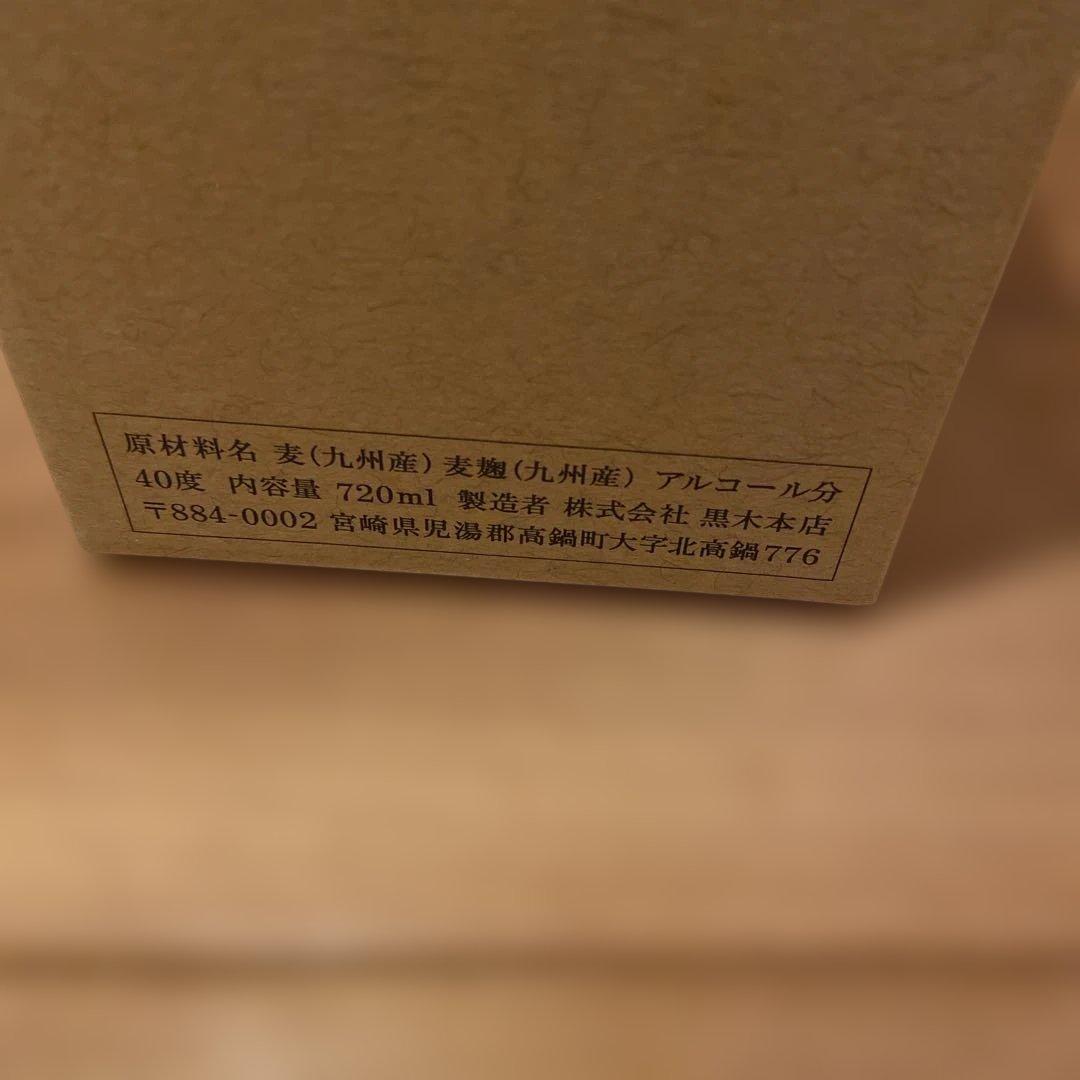 原材料名 麦(九州産) 麦麹(九州産) アルコール分
40度 内容量 720ml 製造者 株式会社 黒木本店
〒884-0002 宮崎県児湯郡高鍋町大字北高鍋776